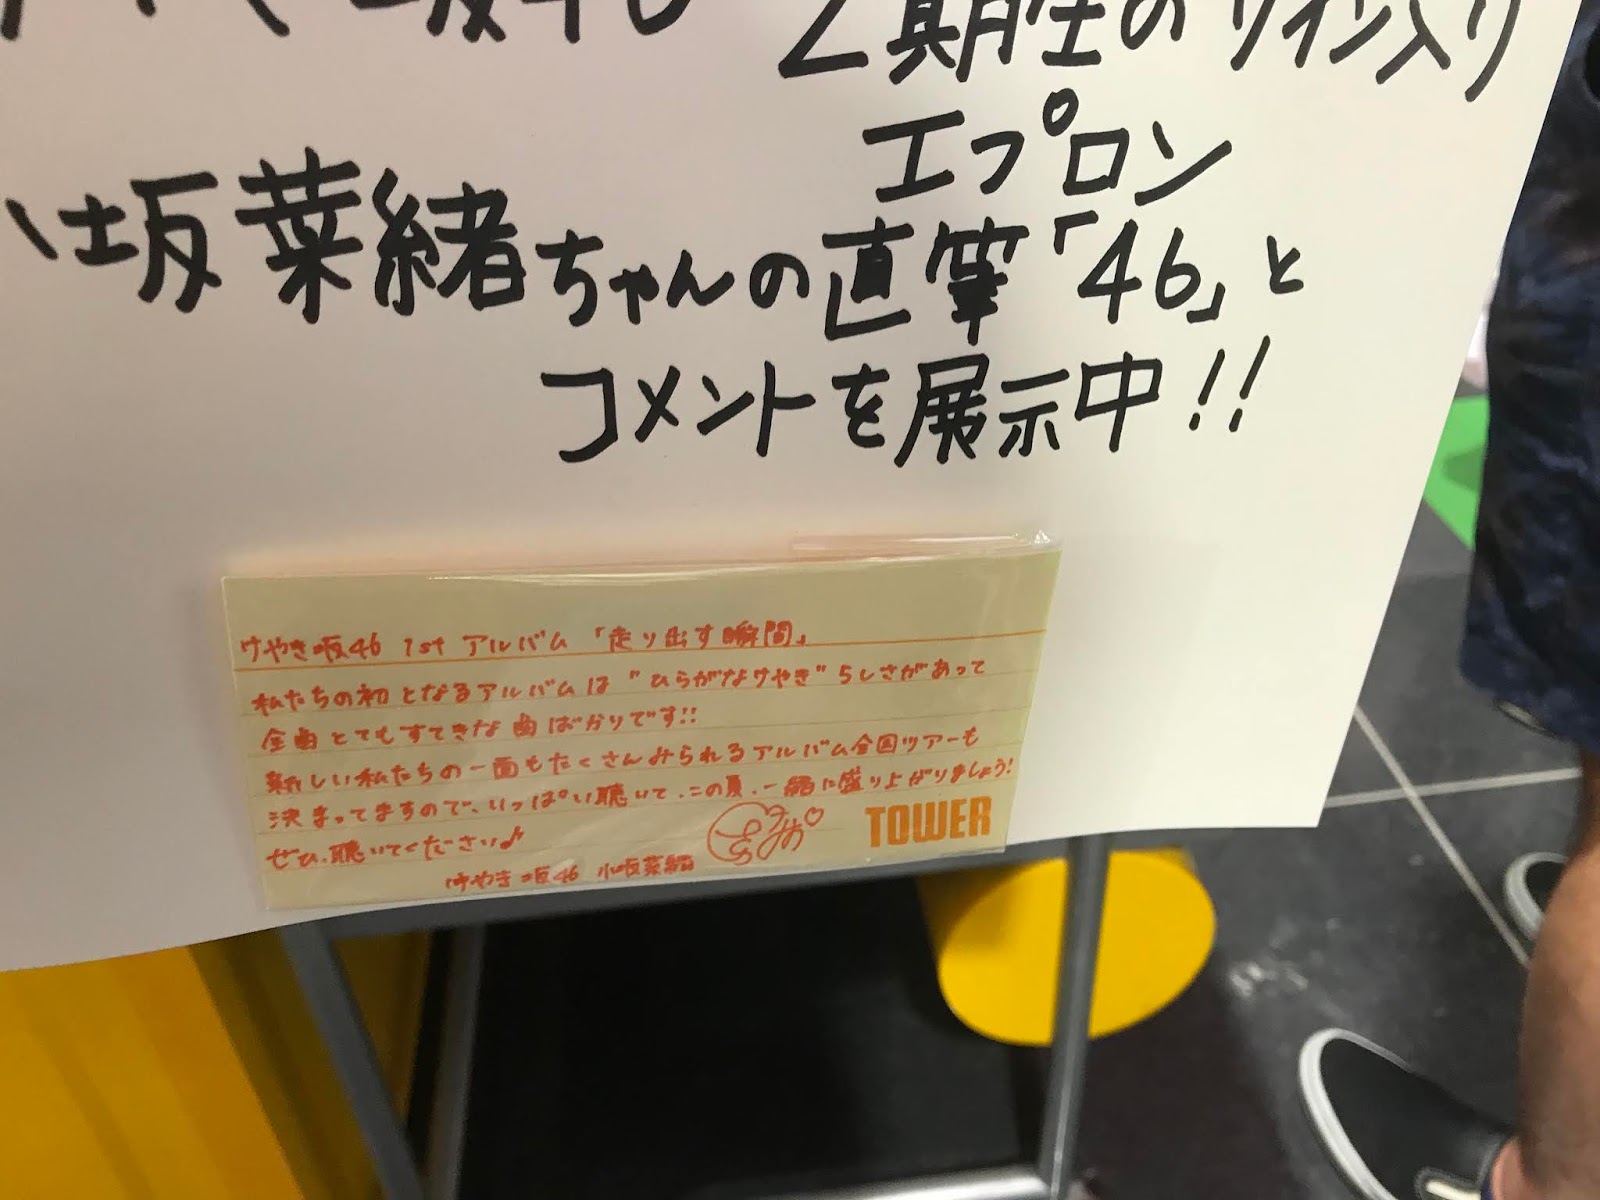 2期生のサイン入り
エプロン
坂菜緒ちゃんの直筆「46」と
コメントを展示中!!
けやき坂46 1st アルバム「走り出す瞬間」
私たちの初となるアルバムは"ひらがなけやき"らしさがあって
全曲とてもすてきな曲ばかりです!!
新しい私たちの一面もたくさんみられるアルバム全国ツアーも
決まってますので、いっぱい聴いて、この夏、一緒に盛り上がりましょう!
ぜひ、聴いてください♪
けやき坂46 小坂菜緒
TOWER